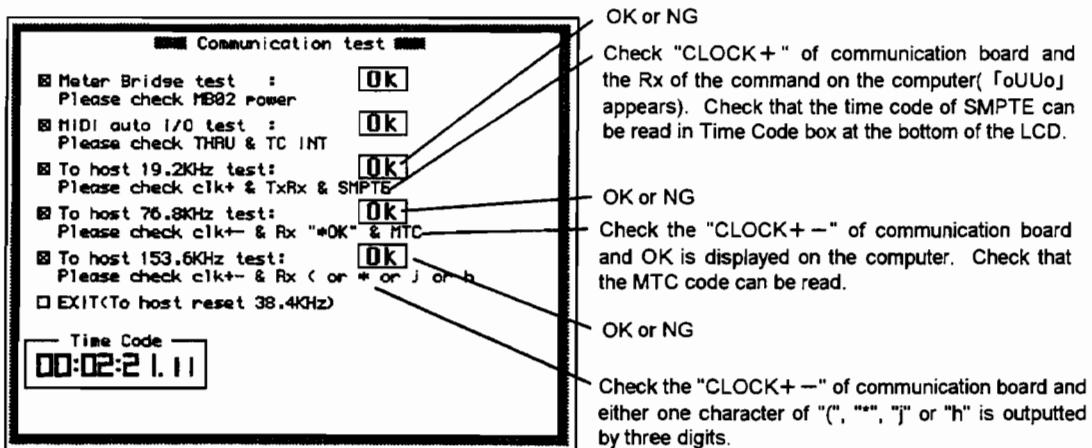 Communication test
Meter Bridge test : Ok
Please check MB02 power
MIDI auto I/O test : Ok
Please check THRU & TC INT
To host 19.2KHz test: Ok
Please check clk+ & TxRx & SMPTE
To host 76.8KHz test: Ok
Please check clk+- & Rx "*OK" & MTC
To host 153.6KHz test: Ok
Please check clk+- & Rx ( or * or j or h
EXIT(To host reset 38.4KHz)
Time Code
00:02:21.11
OK or NG
Check "CLOCK+" of communication board and
the Rx of the command on the computer( ｢oUUo｣
appears). Check that the time code of SMPTE can
be read in Time Code box at the bottom of the LCD.
OK or NG
Check the "CLOCK+ −" of communication board
and OK is displayed on the computer. Check that
the MTC code can be read.
OK or NG
Check the "CLOCK+ −" of communication board and
either one character of "(", "*", "j" or "h" is outputted
by three digits.